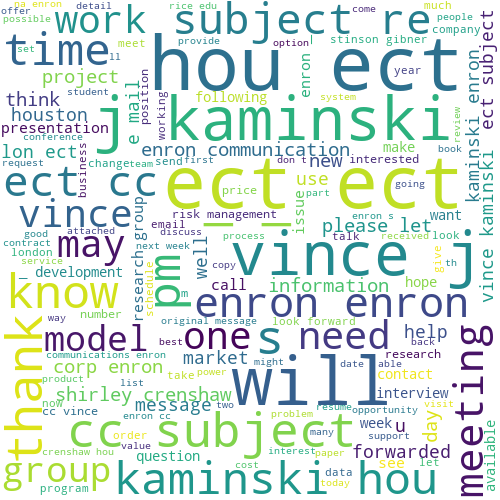 pa enron offer possible detail rice edu provide come much people company
work subject re
stinson gibner
time
ll set meet
hou ect
option
year
ect subject
project
student
think
e mail
position
following
working
enron
system
review
houston
j kaminski
presentation
business
conference
make
book
enron communication
lon ect
change team send first
new
don t
interested
kaminski enron
request
price
part
going
ect cc
ect ect
use
enron s
attached
group
risk management
issue
want
vince
good
contract
email
discuss
process
received
please let
look
vince kaminski
london
next week
well
talk
service
may
pm
copy
vince j
give
th
_ development
research
call
information
hope
know
schedule
m
number
enron enron
way
original message
look forward
back
communications enron
best
power
might
date
able
model
one
s
need
help
research
product
market
corp enron
list
take
will
contact
interview
thank
now
shirley crenshaw
meeting
resume
opportunity
cc vince
message
enron cc
two
visit
day
cc subject
problem
week
u
order
many
support
forwarded
available
crenshaw hou
value
interest
paper
question
see
let
group
kaminski hou
program
cost
data
today